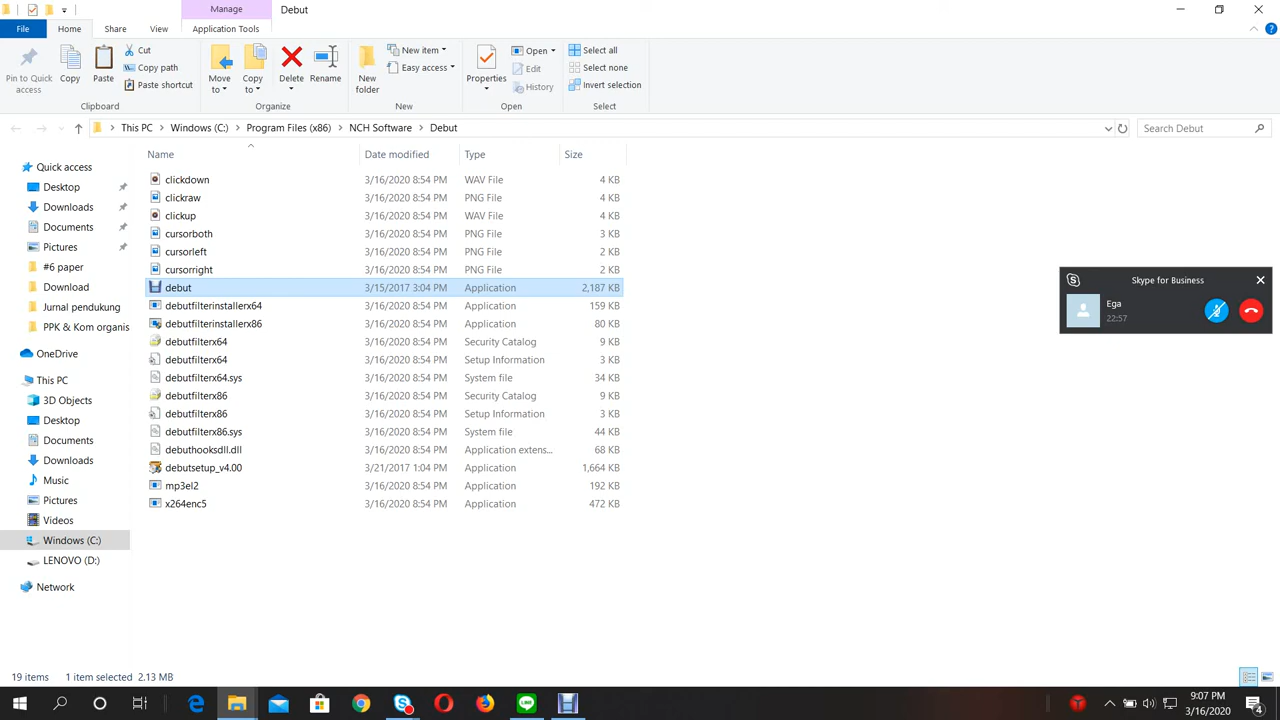 Manage
Debut
File
Home
Share
View
Application Tools
Pin to Quick access
Copy
Paste
Cut
Copy path
Paste shortcut
Move to
Copy to
Delete
Rename
New folder
New item
Easy access
Properties
Open
Edit
History
Select all
Select none
Invert selection
Clipboard
Organize
New
Open
Select
This PC > Windows (C:) > Program Files (x86) > NCH Software > Debut
Search Debut
Name Date modified Type Size
clickdown 3/16/2020 8:54 PM WAV File 4 KB
clickraw 3/16/2020 8:54 PM PNG File 4 KB
clickup 3/16/2020 8:54 PM WAV File 4 KB
cursorboth 3/16/2020 8:54 PM PNG File 3 KB
cursorleft 3/16/2020 8:54 PM PNG File 2 KB
cursorright 3/16/2020 8:54 PM PNG File 2 KB
debut 3/15/2017 3:04 PM Application 2,187 KB
debutfilterinstallerx64 3/16/2020 8:54 PM Application 159 KB
debutfilterinstallerx86 3/16/2020 8:54 PM Application 80 KB
debutfilterx64 3/16/2020 8:54 PM Security Catalog 9 KB
debutfilterx64 3/16/2020 8:54 PM Setup Information 3 KB
debutfilterx64.sys 3/16/2020 8:54 PM System file 34 KB
debutfilterx86 3/16/2020 8:54 PM Security Catalog 9 KB
debutfilterx86 3/16/2020 8:54 PM Setup Information 3 KB
debutfilterx86.sys 3/16/2020 8:54 PM System file 44 KB
debuthooksdll.dll 3/16/2020 8:54 PM Application extens... 68 KB
debutsetup_v4.00 3/21/2017 1:04 PM Application 1,664 KB
mp3el2 3/16/2020 8:54 PM Application 192 KB
x264enc5 3/16/2020 8:54 PM Application 472 KB
Quick access
Desktop
Downloads
Documents
Pictures
#6 paper
Download
Jurnal pendukung
PPK & Kom organis
OneDrive
This PC
3D Objects
Desktop
Documents
Downloads
Music
Pictures
Videos
Windows (C:)
LENOVO (D:)
Network
Skype for Business
Ega
22:57
19 items 1 item selected 2.13 MB
9:07 PM
3/16/2020
4